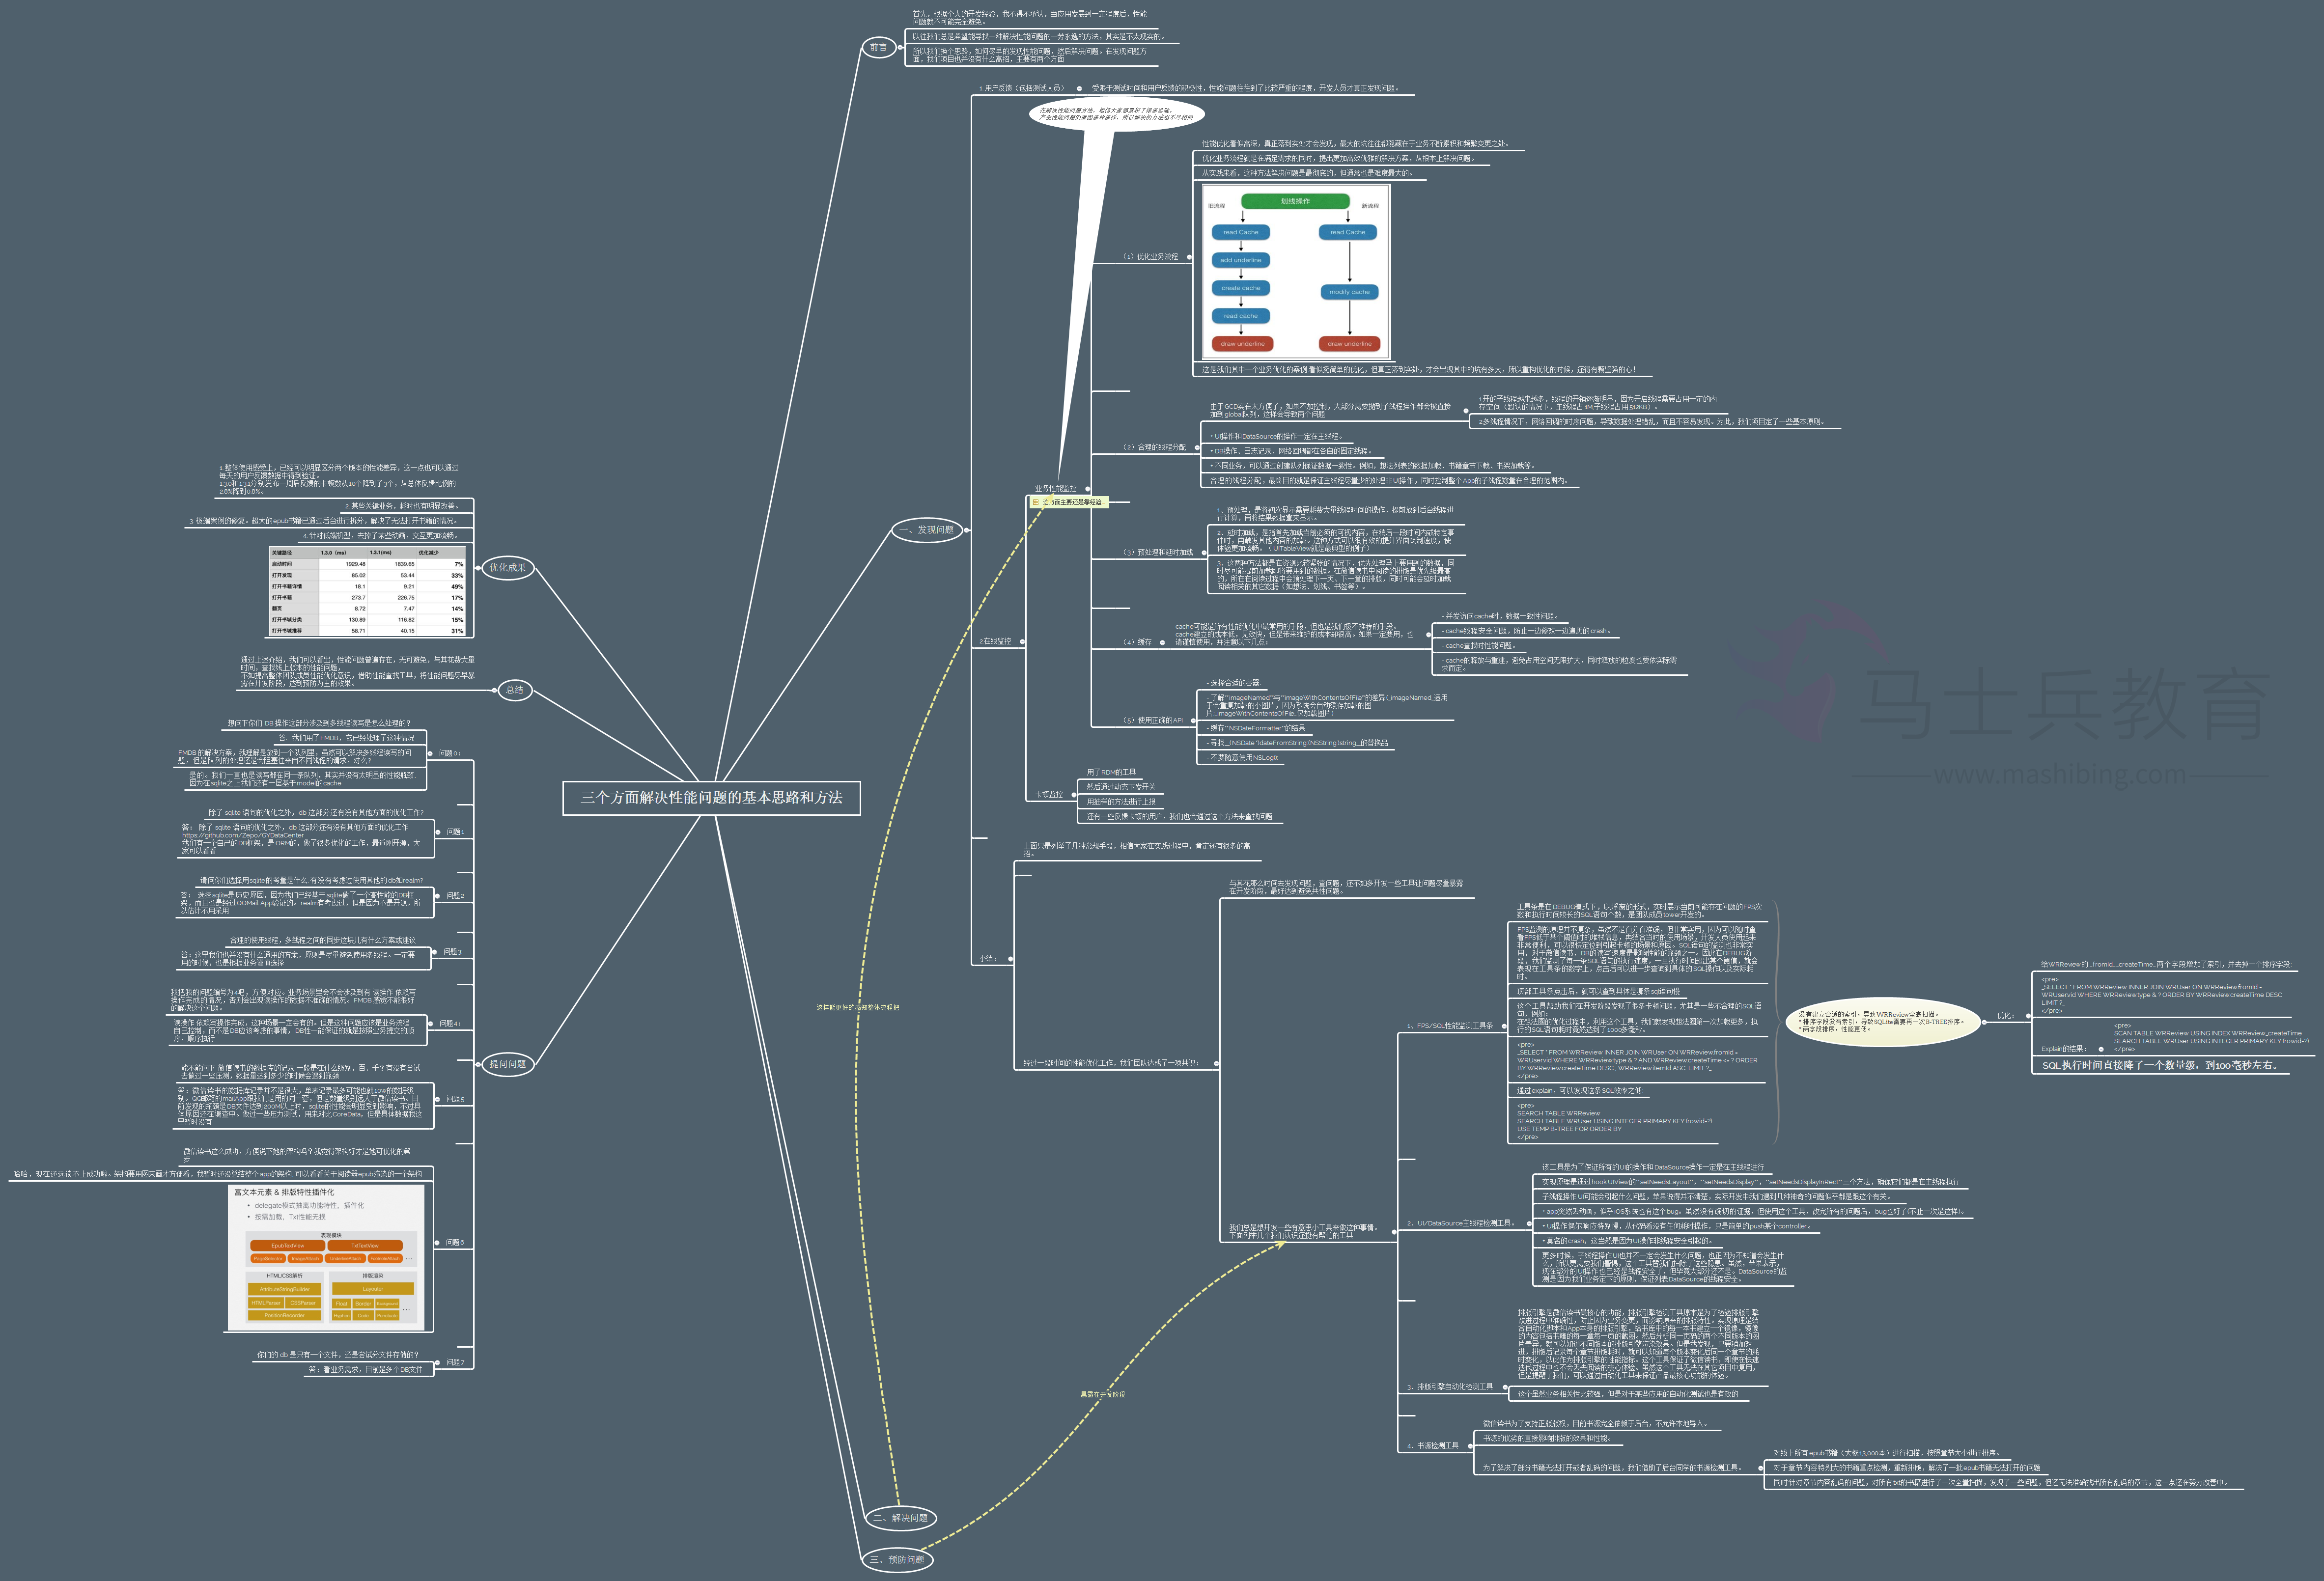 三个方面解决性能问题的基本思路和方法
前言
首先，根据个人的开发经验，我不得不承认，当应用发展到一定程度后，性能
问题就不可能完全避免。
以往我们总是希望能寻找一种解决性能问题的一劳永逸的方法，其实是不太现实的。
所以我们换个思路，如何尽早的发现性能问题，然后解决问题。在发现问题方
面，我们项目也并没有什么高招，主要有两个方面
一、发现问题
1.用户反馈（包括测试人员）
受限于测试时间和用户反馈的积极性，性能问题往往到了比较严重的程度，开发人员才真正发现问题。
在解决性能问题方面，相信大家都累积了很多经验。
产生性能问题的原因多种多样，所以解决的办法也不尽相同
2.在线监控
业务性能监控
方面主要还是靠经验
（1）优化业务流程
性能优化看似高深，真正落到实处才会发现，最大的坑往往都隐藏在于业务不断累积和频繁变更之处。
优化业务流程就是在满足需求的同时，提出更加高效优雅的解决方案，从根本上解决问题。
从实践来看，这种方法解决问题是最彻底的，但通常也是难度最大的。
划线操作
旧流程
新流程
read Cache
read Cache
add underline
create cache
modify cache
read cache
draw underline
draw underline
这是我们其中一个业务优化的案例:看似挺简单的优化，但真正落到实处，才会出现其中的坑有多大，所以重构优化的时候，还得有颗坚强的心！
（2）合理的线程分配
由于GCD实在太方便了，如果不加控制，大部分需要抛到子线程操作都会被直接
加到global队列，这样会导致两个问题
1.开的子线程越来越多，线程的开销逐渐明显，因为开启线程需要占用一定的内
存空间（默认的情况下，主线程占1M,子线程占用512KB）。
2.多线程情况下，网络回调的时序问题，导致数据处理错乱，而且不容易发现。为此，我们项目定了一些基本原则。
• UI操作和DataSource的操作一定在主线程。
• DB操作、日志记录、网络回调都在各自的固定线程。
• 不同业务，可以通过创建队列保证数据一致性。例如，想法列表的数据加载、书籍章节下载、书架加载等。
合理的线程分配，最终目的就是保证主线程尽量少的处理非UI操作，同时控制整个App的子线程数量在合理的范围内。
（3）预处理和延时加载
1、预处理，是将初次显示需要耗费大量线程时间的操作，提前放到后台线程进
行计算，再将结果数据拿来显示。
2、延时加载，是指首先加载当前必须的可视内容，在稍后一段时间内或特定事
件时，再触发其他内容的加载。这种方式可以很有效的提升界面绘制速度，使
体验更加流畅。（UITableView就是最典型的例子）
3、这两种方法都是在资源比较紧张的情况下，优先处理马上要用到的数据，同
时尽可能提前加载即将要用到的数据。在微信读书中阅读的排版是优先级最高
的，所在在阅读过程中会预处理下一页、下一章的排版，同时可能会延时加载
阅读相关的其它数据（如想法、划线、书签等）。
（4）缓存
cache可能是所有性能优化中最常用的手段，但也是我们极不推荐的手段。
cache建立的成本低，见效快，但是带来维护的成本却很高。如果一定要用，也
请谨慎使用，并注意以下几点：
- 并发访问cache时，数据一致性问题。
- cache线程安全问题，防止一边修改一边遍历的crash。
- cache查找时性能问题。
- cache的释放与重建，避免占用空间无限扩大，同时释放的粒度也要依实际需
求而定。
（5）使用正确的API
- 选择合适的容器;
- 了解"imageNamed"与"imageWithContentsOfFile"的差异(_imageNamed_适用
于会重复加载的小图片，因为系统会自动缓存加载的图
片;_imageWithContentsOfFile_仅加载图片)
- 缓存"NSDateFormatter"的结果
- 寻找_(NSDate *)dateFromString:(NSString )string_的替换品
- 不要随意使用NSLog().
卡顿监控
用了RDM的工具
然后通过动态下发开关
用抽样的方法进行上报
还有一些反馈卡顿的用户，我们也会通过这个方法来查找问题
小结：
上面只是列举了几种常规手段，相信大家在实践过程中，肯定还有很多的高
招。
经过一段时间的性能优化工作，我们团队达成了一项共识：
与其花那么时间去发现问题，查问题，还不如多开发一些工具让问题尽量暴露
在开发阶段，最好达到避免共性问题。
我们总是想开发一些有意思小工具来做这种事情。
下面列举几个我们认识还挺有帮忙的工具
1、FPS/SQL性能监测工具条
工具条是在DEBUG模式下，以浮窗的形式，实时展示当前可能存在问题的FPS次
数和执行时间较长的SQL语句个数，是团队成员tower开发的。
FPS监测的原理并不复杂，虽然不是百分百准确，但非常实用，因为可以随时查
看FPS低于某个阈值时的堆栈信息，再结合当时的使用场景，开发人员使用起来
非常便利，可以很快定位到引起卡顿的场景和原因。SQL语句的监测也非常实
用，对于微信读书，DB的读写速度是影响性能的瓶颈之一。因此在DEBUG阶
段，我们监测了每一条SQL语句的执行速度，一旦执行时间超出某个阈值，就会
表现在工具条的数字上，点击后可以进一步查询到具体的SQL操作以及实际耗
时。
顶部工具条点击后，就可以查到具体是哪条sql语句慢
这个工具帮助我们在开发阶段发现了很多卡顿问题，尤其是一些不合理的SQL语
句，例如：
在想法圈的优化过程中，利用这个工具，我们就发现想法圈第一次加载更多，执
行的SQL语句耗时竟然达到了1000多毫秒。
<pre>
_SELECT * FROM WRReview INNER JOIN WRUser ON WRReview.fromId =
WRUser.vid WHERE WRReview.type & ? AND WRReview.createTime <= ? ORDER
BY WRReview.createTime DESC , WRReview.itemId ASC LIMIT ?_
</pre>
通过explain，可以发现这条SQL效率之低:
<pre>
SEARCH TABLE WRReview
SEARCH TABLE WRUser USING INTEGER PRIMARY KEY (rowid=?)
USE TEMP B-TREE FOR ORDER BY
</pre>
没有建立合适的索引，导致WRReview全表扫描。
* 排序字段没有索引，导致SQLite需要再一次B-TREE排序。
* 两字段排序，性能更低。
优化：
给WRReview的 _fromId_,_createTime_ 两个字段增加了索引，并去掉一个排序字段:
<pre>
_SELECT * FROM WRReview INNER JOIN WRUser ON WRReview.fromId =
WRUser.vid WHERE WRReview.type & ? ORDER BY WRReview.createTime DESC
LIMIT ?_
</pre>
Explain的结果：
<pre>
SCAN TABLE WRReview USING INDEX WRReview_createTime
SEARCH TABLE WRUser USING INTEGER PRIMARY KEY (rowid=?)
</pre>
SQL执行时间直接降了一个数量级，到100毫秒左右。
2、UI/DataSource主线程检测工具。
该工具是为了保证所有的UI的操作和DataSource操作一定是在主线程进行
实现原理是通过hook UIView的"setNeedsLayout"，"setNeedsDisplay"，"setNeedsDisplayInRect"三个方法，确保它们都是在主线程执行
子线程操作UI可能会引起什么问题，苹果说得并不清楚，实际开发中我们遇到几种神奇的问题似乎都是跟这个有关。
• app突然丢动画，似乎iOS系统也有这个bug。虽然没有确切的证据，但使用这个工具，改完所有的问题后，bug也好了(不止一次是这样)。
• UI操作偶尔响应特别慢，从代码看没有任何耗时操作，只是简单的push某个controller。
• 莫名的crash，这当然是因为UI操作非线程安全引起的。
更多时候，子线程操作UI也并不一定会发生什么问题，也正因为不知道会发生什
么，所以更需要我们警惕，这个工具替我们扫除了这些隐患。虽然，苹果表示，
现在部分的UI操作也已经是线程安全了，但毕竟大部分还不是。DataSource的监
测是因为我们业务定下的原则，保证列表DataSource的线程安全。
3、排版引擎自动化检测工具
排版引擎是微信读书最核心的功能，排版引擎检测工具原本是为了检验排版引擎
改进过程中准确性，防止因为业务变更，而影响原来的排版特性。实现原理是结
合自动化脚本和App本身的排版引擎，给书库中的每一本书建立一个镜像，镜像
的内容包括书籍的每一章每一页的截图。然后分析同一页码的两个不同版本的图
片差异，就可以知道不同版本的排版引擎渲染效果。但是我发现，只要稍加改
进，排版后记录每个章节排版耗时，就可以知道每个版本变化后同一个章节的耗
时变化，以此作为排版引擎的性能指标。这个工具保证了微信读书，即使在快速
迭代过程中也不会丢失阅读的核心体验。虽然这个工具无法在其它项目中复用，
但是提醒了我们，可以通过自动化工具来保证产品最核心功能的体验。
这个虽然业务相关性比较强，但是对于某些应用的自动化测试也是有效的
4、书源检测工具
微信读书为了支持正版版权，目前书源完全依赖于后台，不允许本地导入。
书源的优劣的直接影响排版的效果和性能。
为了解决了部分书籍无法打开或者乱码的问题，我们借助了后台同学的书源检测工具。
对线上所有epub书籍（大概13,000本）进行扫描，按照章节大小进行排序。
对于章节内容特别大的书籍重点检测，重新排版，解决了一批epub书籍无法打开的问题
同时针对章节内容乱码的问题，对所有txt的书籍进行了一次全量扫描，发现了一些问题，但还无法准确找出所有乱码的章节，这一点还在努力改善中。
二、解决问题
这样能更好的感知整体流程把
三、预防问题
暴露在开发阶段
优化成果
1.整体使用感受上，已经可以明显区分两个版本的性能差异，这一点也可以通过
每天的用户反馈数据中得到验证。
1.3.0和1.3.1分别发布一周后反馈的卡顿数从10个降到了3个，从总体反馈比例的
2.8%降到0.8%。
2. 某些关键业务，耗时也有明显改善。
3. 极端案例的修复。超大的epub书籍已通过后台进行拆分，解决了无法打开书籍的情况。
4. 针对低端机型，去掉了某些动画，交互更加流畅。
关键路径 1.3.0（ms） 1.3.1(ms) 优化减少
启动时间 1929.48 1839.65 7%
打开发现 85.02 53.44 33%
打开书籍详情 18.1 9.21 49%
打开书籍 273.7 226.75 17%
翻页 8.72 7.47 14%
打开书城分类 130.89 116.82 15%
打开书城推荐 58.71 40.15 31%
总结
通过上述介绍，我们可以看出，性能问题普遍存在，无可避免，与其花费大量
时间，查找线上版本的性能问题，
不如提高整体团队成员性能优化意识，借助性能查找工具，将性能问题尽早暴
露在开发阶段，达到预防为主的效果。
提问问题
问题0：
想问下你们 DB 操作这部分涉及到多线程读写是怎么处理的？
答：我们用了FMDB，它已经处理了这种情况
FMDB 的解决方案，我理解是放到一个队列里，虽然可以解决多线程读写的问
题，但是队列的处理还是会阻塞住来自不同线程的请求，对么?
是的。我们一直也是读写都在同一条队列，其实并没有太明显的性能瓶颈.
因为在sqlite之上我们还有一层基于model的cache
问题1
除了 sqlite 语句的优化之外，db 这部分还有没有其他方面的优化工作?
答： 除了 sqlite 语句的优化之外，db 这部分还有没有其他方面的优化工作
https://github.com/Zepo/GYDataCenter
我们有一个自己的DB框架，是ORM的，做了很多优化的工作，最近刚开源，大
家可以看看
问题2
请问你们选择用sqlite的考量是什么, 有没有考虑过使用其他的db如realm?
答： 选择sqlite是历史原因，因为我们已经基于sqlite做了一个高性能的DB框
架，而且也是经过QQMail App验证的。realm有考虑过，但是因为不是开源，所
以估计不用采用
问题3:
合理的使用线程，多线程之间的同步这块儿有什么方案或建议
答：这里我们也并没有什么通用的方案，原则是尽量避免使用多线程。一定要
用的时候，也是根据业务谨慎选择
问题4：
我把我的问题编号为4吧，方便对应。业务场景里会不会涉及到有 读操作 依赖写
操作完成的情况，否则会出现读操作的数据不准确的情况。FMDB 感觉不能很好
的解决这个问题。
读操作 依赖写操作完成，这种场景一定会有的。但是这种问题应该是业务流程
自己控制，而不是DB应该考虑的事情，DB性一能保证的就是按照业务提交的顺
序，顺序执行
问题5
能不能问下 微信读书的数据库的记录一般是在什么级别，百、千？有没有尝试
去做过一些压测，数据量达到多少的时候会遇到瓶颈
答：微信读书的数据库记录并不是很大，单表记录最多可能也就10w的数据级
别。QQ邮箱的mailApp跟我们是用的同一套，但是数量级别远大于微信读书。目
前发现的瓶颈是DB文件达到200M以上时，sqlite的性能会明显受到影响，不过具
体原因还在调查中。做过一些压力测试，用来对比CoreData。但是具体数据我这
里暂时没有
问题6
微信读书这么成功，方便说下她的架构吗？我觉得架构好才是她可优化的第一
步
哈哈，现在还远谈不上成功啦。架构要用图来画才方便看，我暂时还没总结整个app的架构. 可以看看关于阅读器epub渲染的一个架构
富文本元素 & 排版特性插件化
• delegate模式抽离功能特性，插件化
• 按需加载，Txt性能无损
表现模块
EpubTextView TxtTextView
PageSelector ImageAttach UnderlineAttach FootnoteAttach ...
HTML/CSS解析 排版渲染
AttributeStringBuilder Layouter
HTMLParser CSSParser Float Border Background
PositionRecorder Hyphen Code ...
问题7
你们的 db 是只有一个文件，还是尝试分文件存储的?
答：看业务需求，目前是多个DB文件
马士兵教育
www.mashibing.com